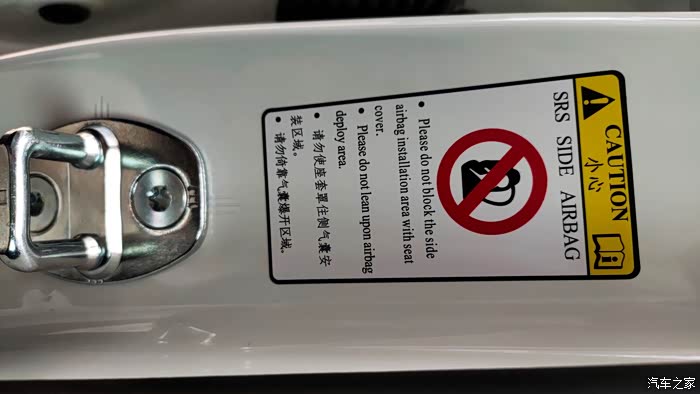 CAUTION
小心
SRS SIDE AIRBAG
• Please do not block the side
airbag installation area with seat
cover.
• Please do not lean upon airbag
deploy area.
• 请勿使座套罩住侧气囊安
装区域。
• 请勿倚靠气囊爆开区域。
汽车之家